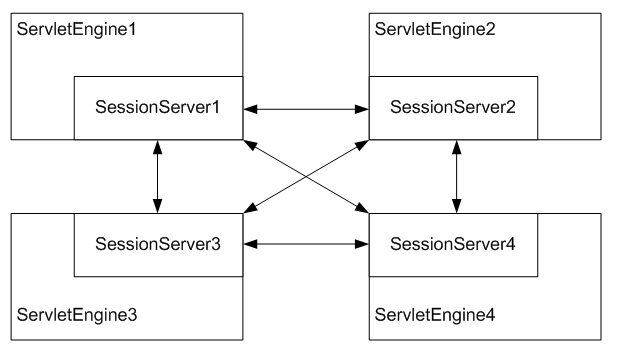 ServletEngine1
ServletEngine2
SessionServer1
SessionServer2
SessionServer3
SessionServer4
ServletEngine3
ServletEngine4